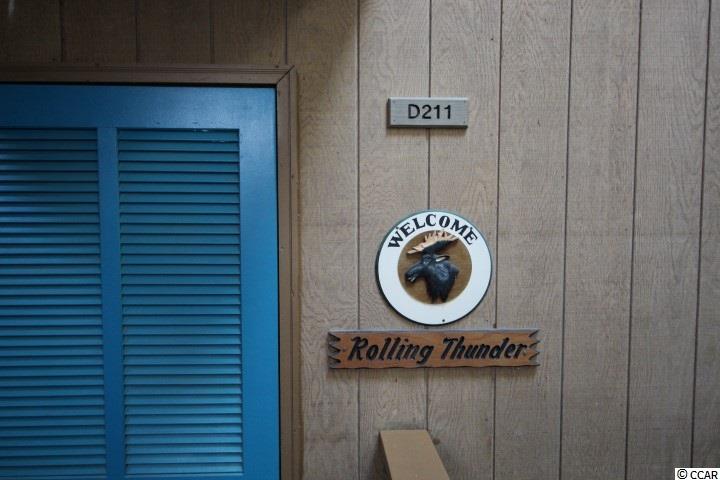 D211
WELCOME
Rolling Thunder
© CCAR